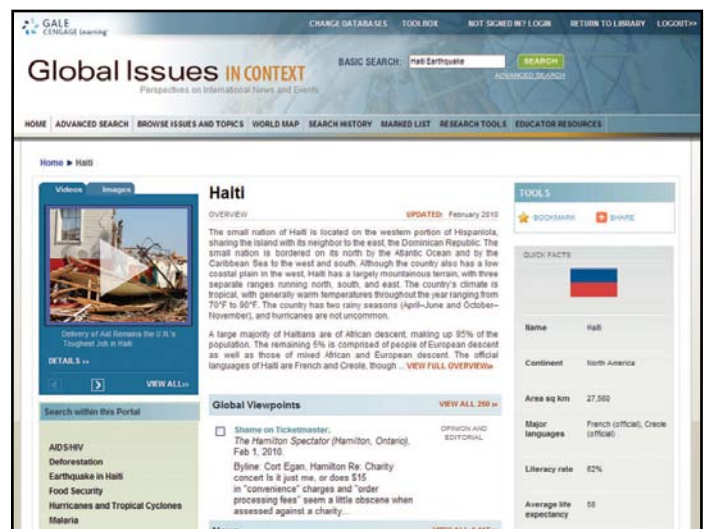 GALE
CENGAGE Learning
CHANGE DATABASES TOOLBOX NOT SIGNED IN? LOGIN RETURN TO LIBRARY LOGOUT>>
Global Issues IN CONTEXT
Perspectives on International News and Events
BASIC SEARCH: Haiti Earthquake SEARCH
ADVANCED SEARCH
HOME ADVANCED SEARCH BROWSE ISSUES AND TOPICS WORLD MAP SEARCH HISTORY MARKED LIST RESEARCH TOOLS EDUCATOR RESOURCES
Home ▶ Haiti
Videos Images
Delivery of Aid Remains the U.N.'s
Toughest Job in Haiti
DETAILS »
VIEW ALL»
Search within this Portal
AIDS/HIV
Deforestation
Earthquake in Haiti
Food Security
Hurricanes and Tropical Cyclones
Malaria
Haiti
OVERVIEW UPDATED: February 2010
The small nation of Haiti is located on the western portion of Hispaniola,
sharing the island with its neighbor to the east, the Dominican Republic. The
small nation is bordered on its north by the Atlantic Ocean and by the
Caribbean Sea to the west and south. Although the country also has a low
coastal plain in the west, Haiti has a largely mountainous terrain, with three
separate ranges running north, south, and east. The country's climate is
tropical, with generally warm temperatures throughout the year ranging from
70°F to 90°F. The country has two rainy seasons (April–June and October–
November), and hurricanes are not uncommon.
A large majority of Haitians are of African descent, making up 95% of the
population. The remaining 5% is comprised of people of European descent
as well as those of mixed African and European descent. The official
languages of Haiti are French and Creole, though ... VIEW FULL OVERVIEW»
Global Viewpoints VIEW ALL 260 »
Shame on Ticketmaster. OPINION AND
EDITORIAL
The Hamilton Spectator (Hamilton, Ontario),
Feb 1, 2010.
Byline: Cort Egan, Hamilton Re: Charity
concert Is it just me, or does $15
in "convenience" charges and "order
processing fees" seem a little obscene when
assessed against a charity...
TOOLS
BOOKMARK SHARE
QUICK FACTS
Name Haiti
Continent North America
Area sq km 27,560
Major
languages
French (official), Creole
(official)
Literacy rate 62%
Average life
expectancy
58